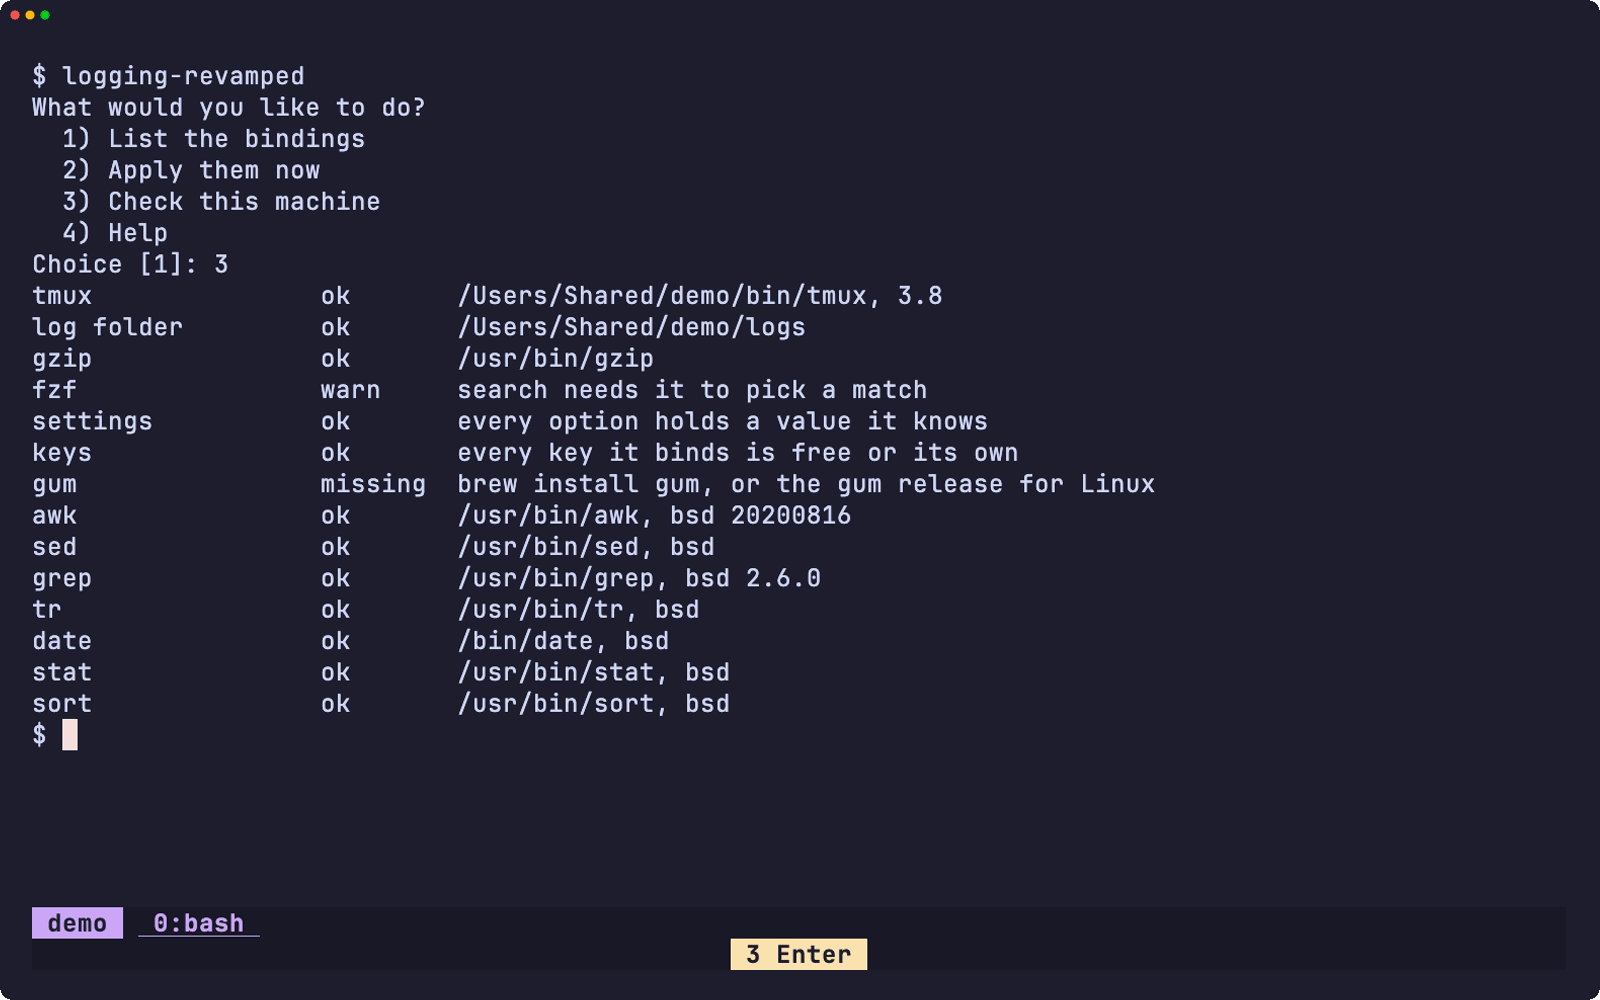 $ logging-revamped
What would you like to do?
  1) List the bindings
  2) Apply them now
  3) Check this machine
  4) Help
Choice [1]: 3
tmux               ok       /Users/Shared/demo/bin/tmux, 3.8
log folder         ok       /Users/Shared/demo/logs
gzip               ok       /usr/bin/gzip
fzf                warn     search needs it to pick a match
settings           ok       every option holds a value it knows
keys               ok       every key it binds is free or its own
gum                missing  brew install gum, or the gum release for Linux
awk                ok       /usr/bin/awk, bsd 20200816
sed                ok       /usr/bin/sed, bsd
grep               ok       /usr/bin/grep, bsd 2.6.0
tr                 ok       /usr/bin/tr, bsd
date               ok       /bin/date, bsd
stat               ok       /usr/bin/stat, bsd
sort               ok       /usr/bin/sort, bsd
$
demo 0:bash
3 Enter